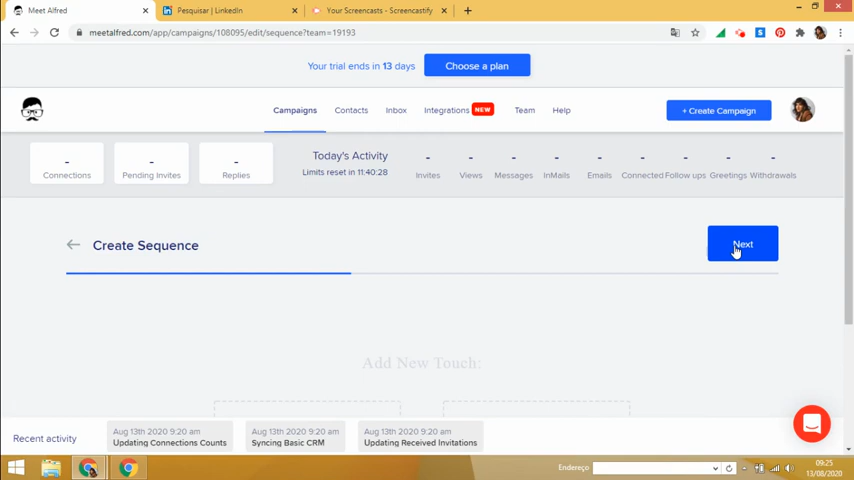 Meet Alfred
Pesquisar | LinkedIn
Your Screencasts - Screencastify
meetalfred.com/app/campaigns/108095/edit/sequence?team=19193
Your trial ends in 13 days
Choose a plan
Campaigns
Contacts
Inbox
Integrations NEW
Team
Help
+ Create Campaign
- Connections
- Pending Invites
- Replies
Today's Activity
Limits reset in 11:40:28
- Invites
- Views
- Messages
- InMails
- Emails
- Connected
- Follow ups
- Greetings
- Withdrawals
Create Sequence
Next
Add New Touch:
Recent activity
Aug 13th 2020 9:20 am
Updating Connections Counts
Aug 13th 2020 9:20 am
Syncing Basic CRM
Aug 13th 2020 9:20 am
Updating Received Invitations
Endereço
09:25
13/08/2020